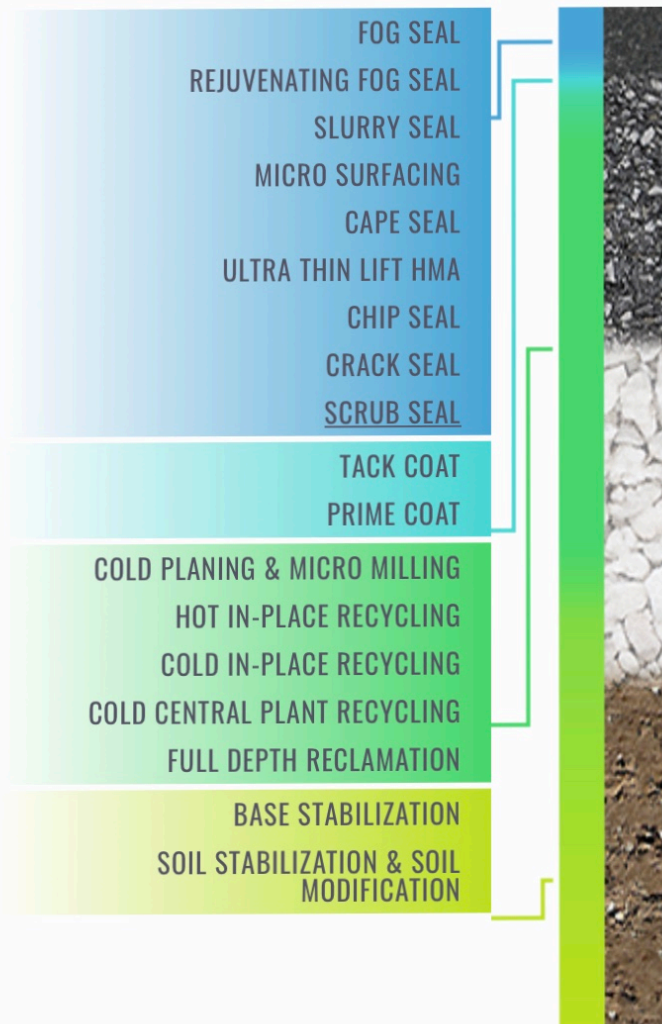 FOG SEAL
REJUVENATING FOG SEAL
SLURRY SEAL
MICRO SURFACING
CAPE SEAL
ULTRA THIN LIFT HMA
CHIP SEAL
CRACK SEAL
SCRUB SEAL
TACK COAT
PRIME COAT
COLD PLANING & MICRO MILLING
HOT IN-PLACE RECYCLING
COLD IN-PLACE RECYCLING
COLD CENTRAL PLANT RECYCLING
FULL DEPTH RECLAMATION
BASE STABILIZATION
SOIL STABILIZATION & SOIL
MODIFICATION